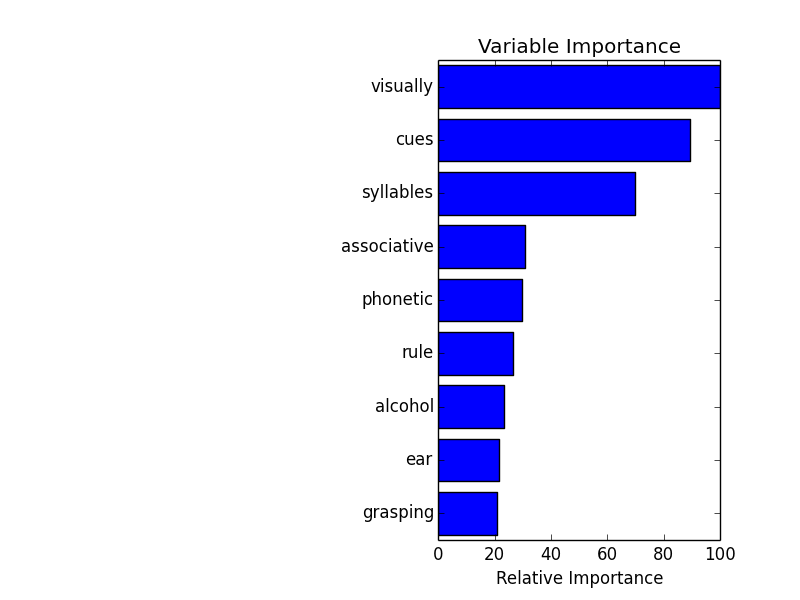 Variable Importance
visually
cues
syllables
associative
phonetic
rule
alcohol
ear
grasping
0 20 40 60 80 100
Relative Importance